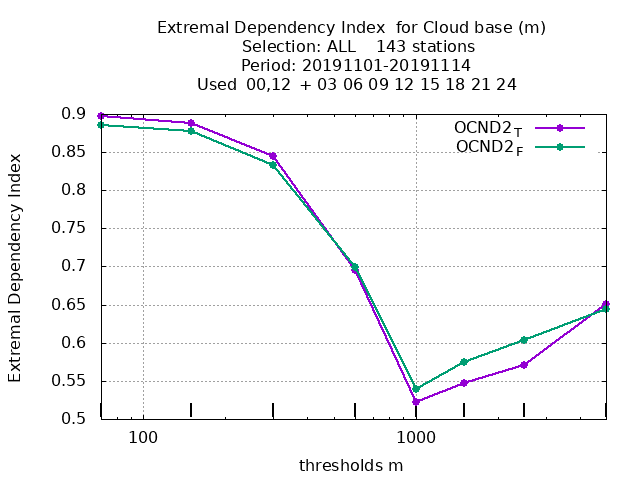 Extremal Dependency Index  for Cloud base (m)
Selection: ALL    143 stations
Period: 20191101-20191114
Used  00,12  + 03 06 09 12 15 18 21 24
OCND2_T
OCND2_F
Extremal Dependency Index
0.9
0.85
0.8
0.75
0.7
0.65
0.6
0.55
0.5
100 1000
thresholds m